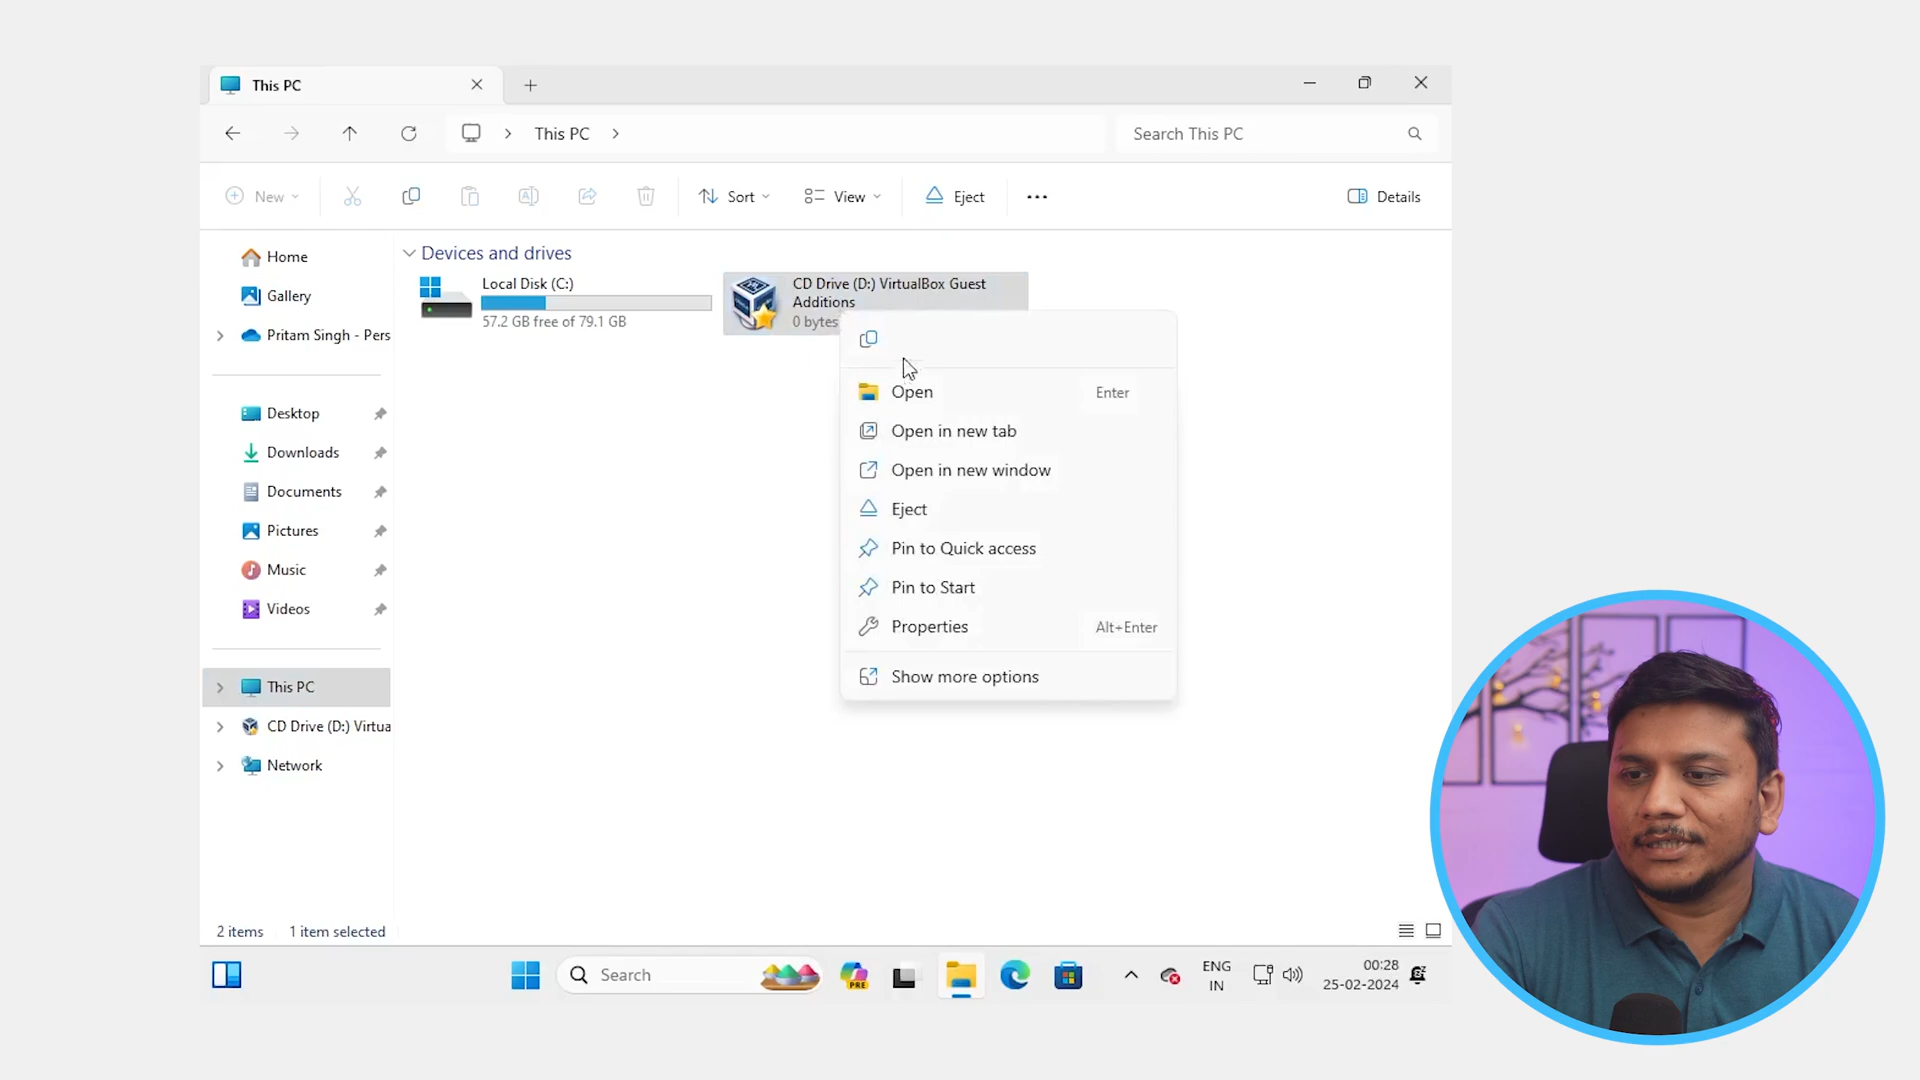 This PC
This PC
Search This PC
New
Sort
View
Eject
Details
Home
Gallery
Pritam Singh - Pers
Desktop
Downloads
Documents
Pictures
Music
Videos
This PC
CD Drive (D:) Virtua
Network
Devices and drives
Local Disk (C:)
57.2 GB free of 79.1 GB
CD Drive (D:) VirtualBox Guest
Additions
0 bytes
Open Enter
Open in new tab
Open in new window
Eject
Pin to Quick access
Pin to Start
Properties Alt+Enter
Show more options
2 items 1 item selected
Search
PRE
ENG
IN
00:28
25-02-2024